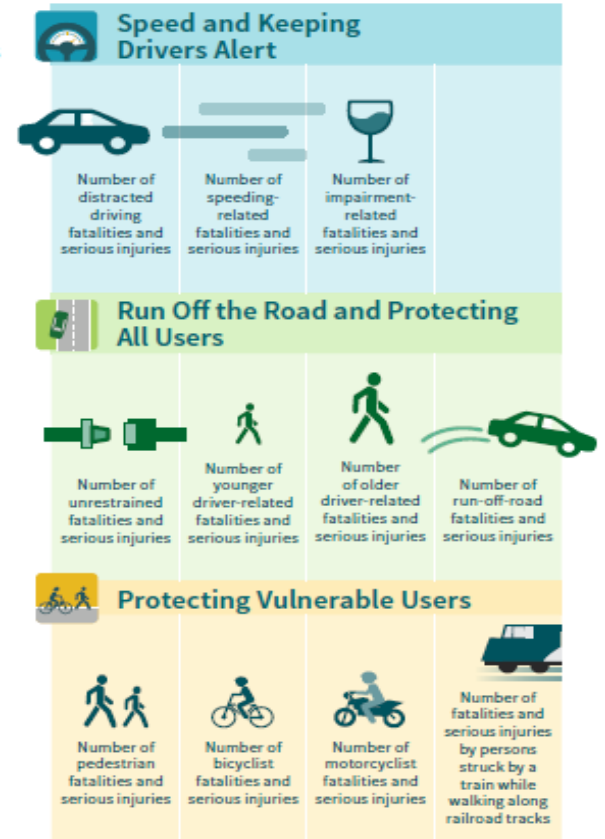 Speed and Keeping
Drivers Alert
Number of
distracted
driving
fatalities and
serious injuries
Number of
speeding-
related
fatalities and
serious injuries
Number of
impairment-
related
fatalities and
serious injuries
Run Off the Road and Protecting
All Users
Number of
unrestrained
fatalities and
serious injuries
Number of
younger
driver-related
fatalities and
serious injuries
Number
of older
driver-related
fatalities and
serious injuries
Number of
run-off-road
fatalities and
serious injuries
Protecting Vulnerable Users
Number of
pedestrian
fatalities and
serious injuries
Number of
bicyclist
fatalities and
serious injuries
Number of
motorcyclist
fatalities and
serious injuries
Number of
fatalities and
serious injuries
by persons
struck by a
train while
walking along
railroad tracks